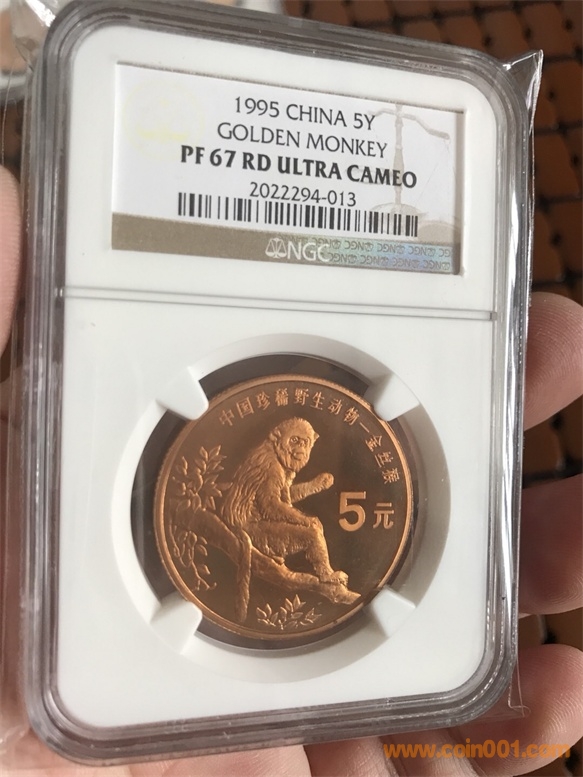 1995 CHINA 5Y
GOLDEN MONKEY
PF 67 RD ULTRA CAMEO
2022294-013
NGC
中国珍稀野生动物—金丝猴
5元
www.coin001.com